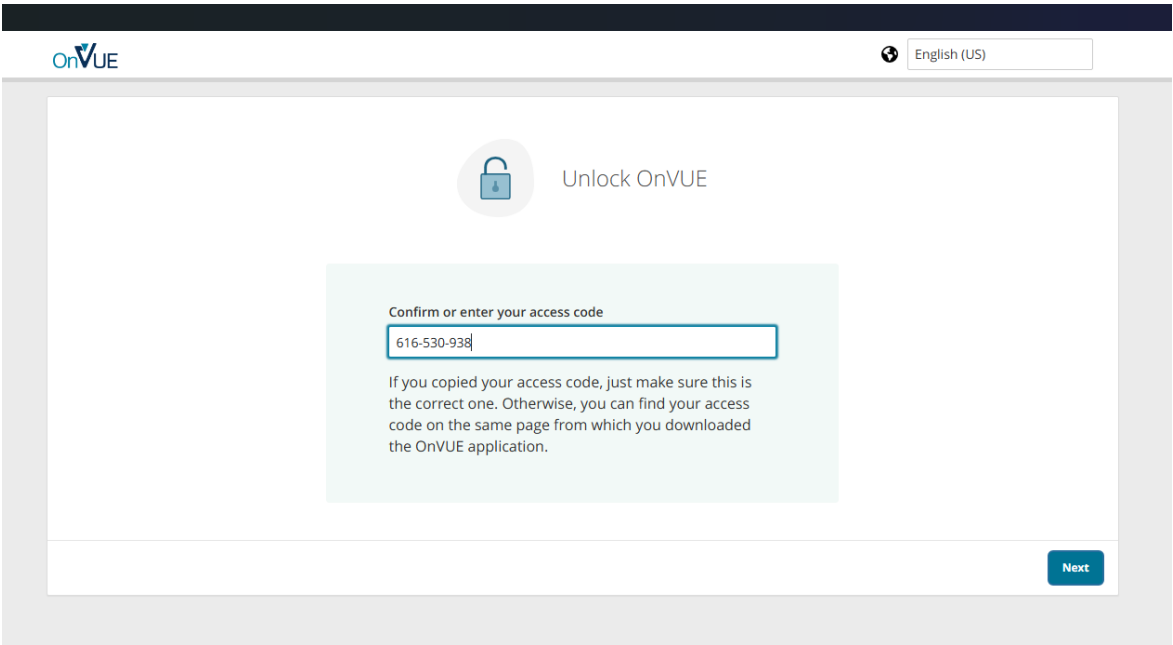 OnVUE
English (US)
Unlock OnVUE
Confirm or enter your access code
616-530-938
If you copied your access code, just make sure this is
the correct one. Otherwise, you can find your access
code on the same page from which you downloaded
the OnVUE application.
Next